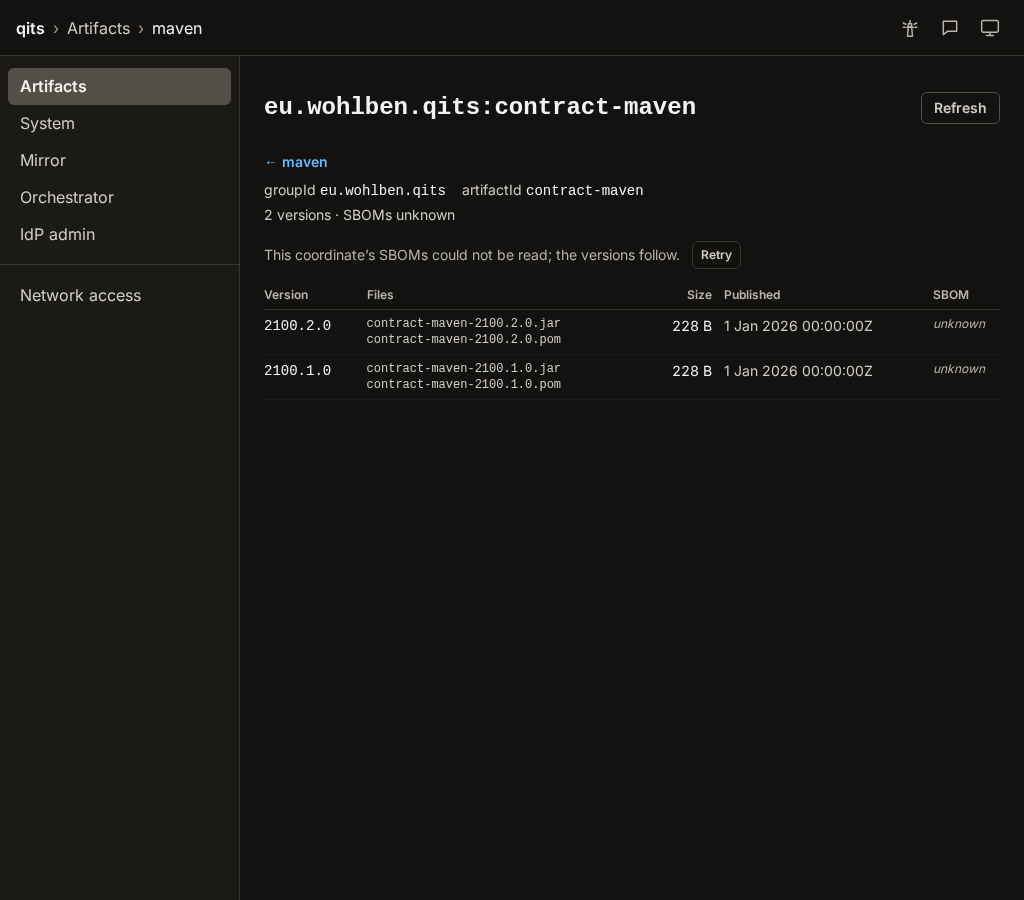 qits › Artifacts › maven
Artifacts
System
Mirror
Orchestrator
IdP admin
Network access
eu.wohlben.qits:contract-maven
Refresh
← maven
groupId eu.wohlben.qits artifactId contract-maven
2 versions · SBOMs unknown
This coordinate’s SBOMs could not be read; the versions follow. Retry
Version Files Size Published SBOM
2100.2.0 contract-maven-2100.2.0.jar 228 B 1 Jan 2026 00:00:00Z unknown
contract-maven-2100.2.0.pom
2100.1.0 contract-maven-2100.1.0.jar 228 B 1 Jan 2026 00:00:00Z unknown
contract-maven-2100.1.0.pom